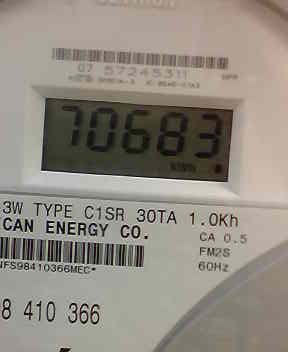 07 57245311
70683
3W TYPE C1SR 30TA 1.0Kh
CAN ENERGY CO.
CA 0.5
FM2S
NFS98410366MEC*
60Hz
8 410 366